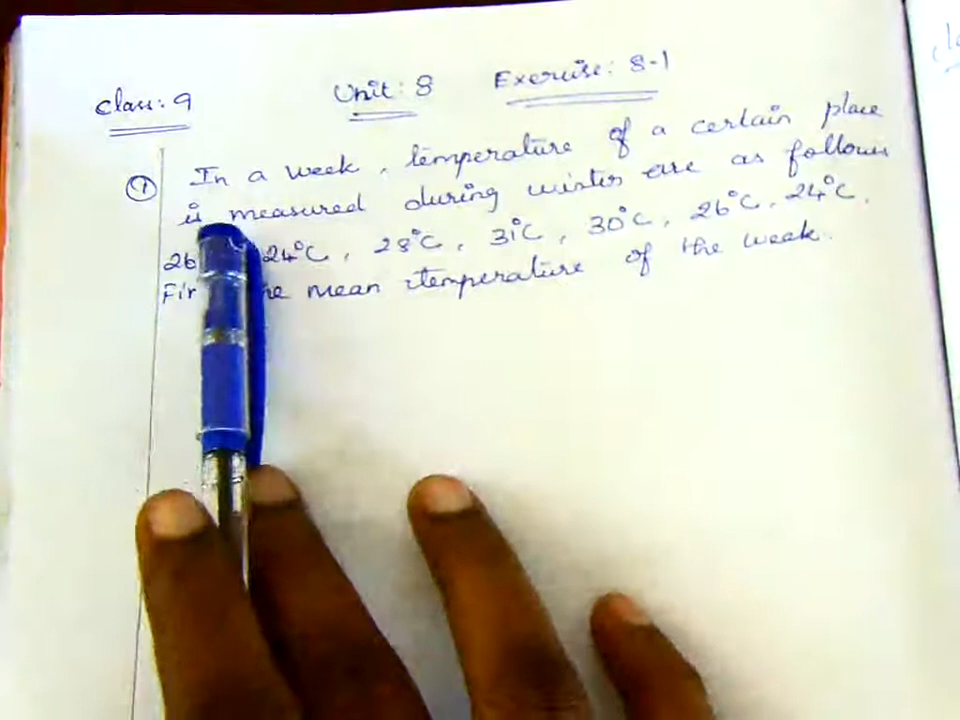 Class: 9 Unit: 8 Exercise: 8-1
① In a week, temperature of a certain place
is measured during winter are as follows
26 24°C, 28°C, 31°C, 30°C, 26°C, 24°C.
mean temperature of the week.